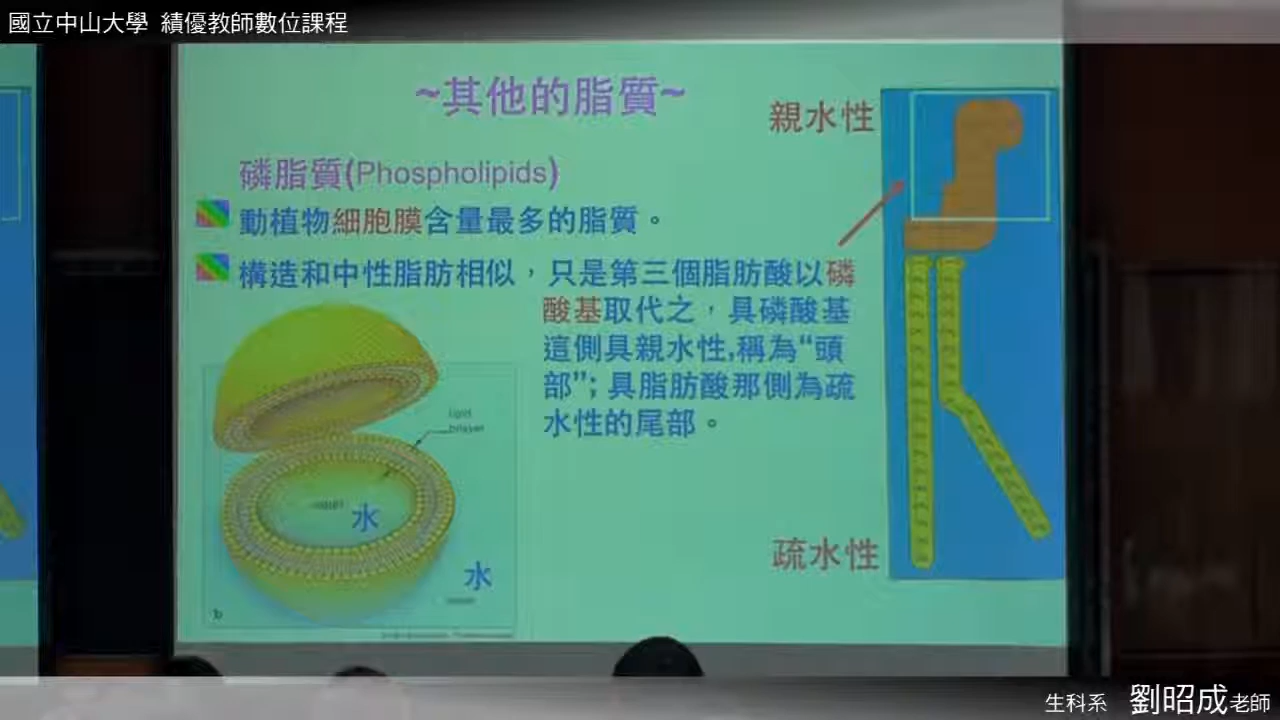 國立中山大學 績優教師數位課程
~其他的脂質~
親水性
磷脂質(Phospholipids)
動植物細胞膜含量最多的脂質。
構造和中性脂肪相似，只是第三個脂肪酸以磷
酸基取代之，具磷酸基
這側具親水性,稱為“頭
部”; 具脂肪酸那側為疏
水性的尾部。
lipid
bilayer
水
水
疏水性
b
生科系 劉昭成老師